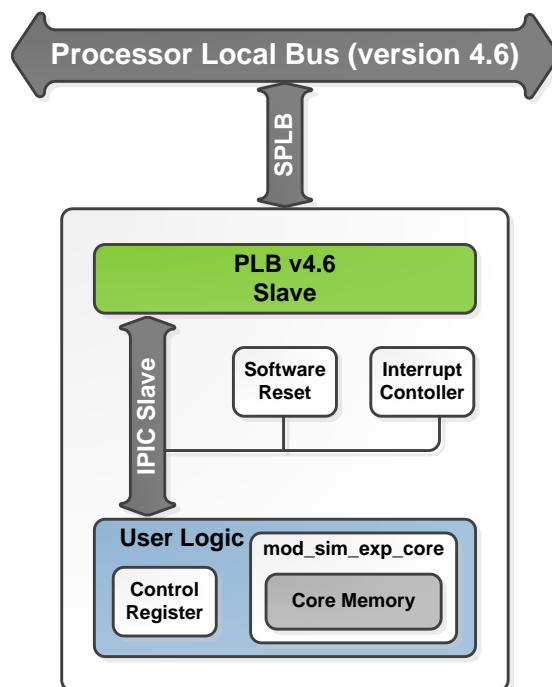 Processor Local Bus (version 4.6)
SPLB
PLB v4.6
Slave
IPIC Slave
Software
Reset
Interrupt
Contoller
User Logic
mod_sim_exp_core
Control
Register
Core Memory